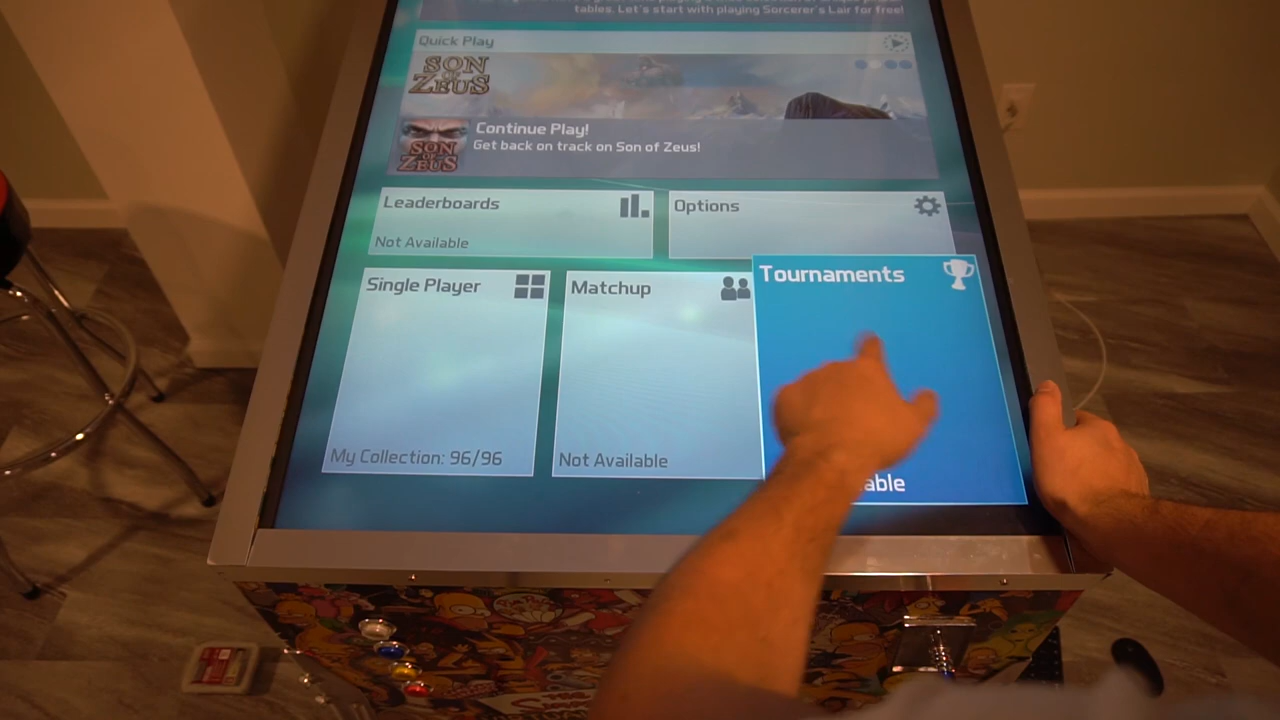 tables. Let's start with playing Sorcerer's Lair for free!
Quick Play
SON
OF
ZEUS
Continue Play!
Get back on track on Son of Zeus!
SON
OF
ZEUS
Leaderboards
Not Available
Options
Single Player
My Collection: 96/96
Matchup
Not Available
Tournaments
able